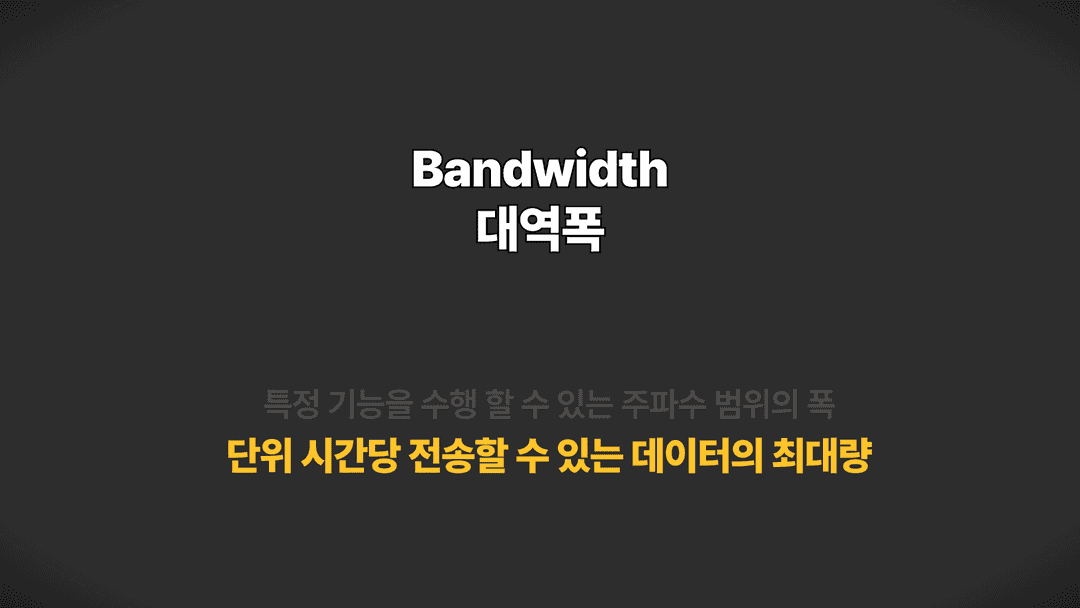 Bandwidth
대역폭
특정 기능을 수행 할 수 있는 주파수 범위의 폭
단위 시간당 전송할 수 있는 데이터의 최대량